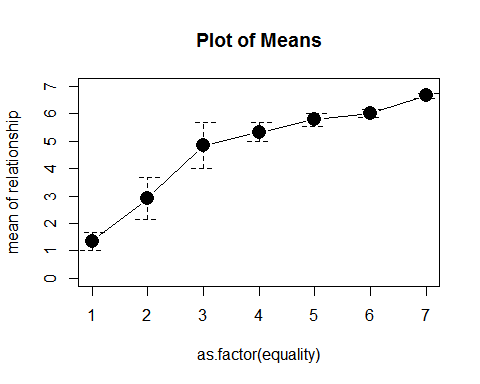 Plot of Means
mean of relationship
7
6
5
4
3
2
1
0
1 2 3 4 5 6 7
as.factor(equality)